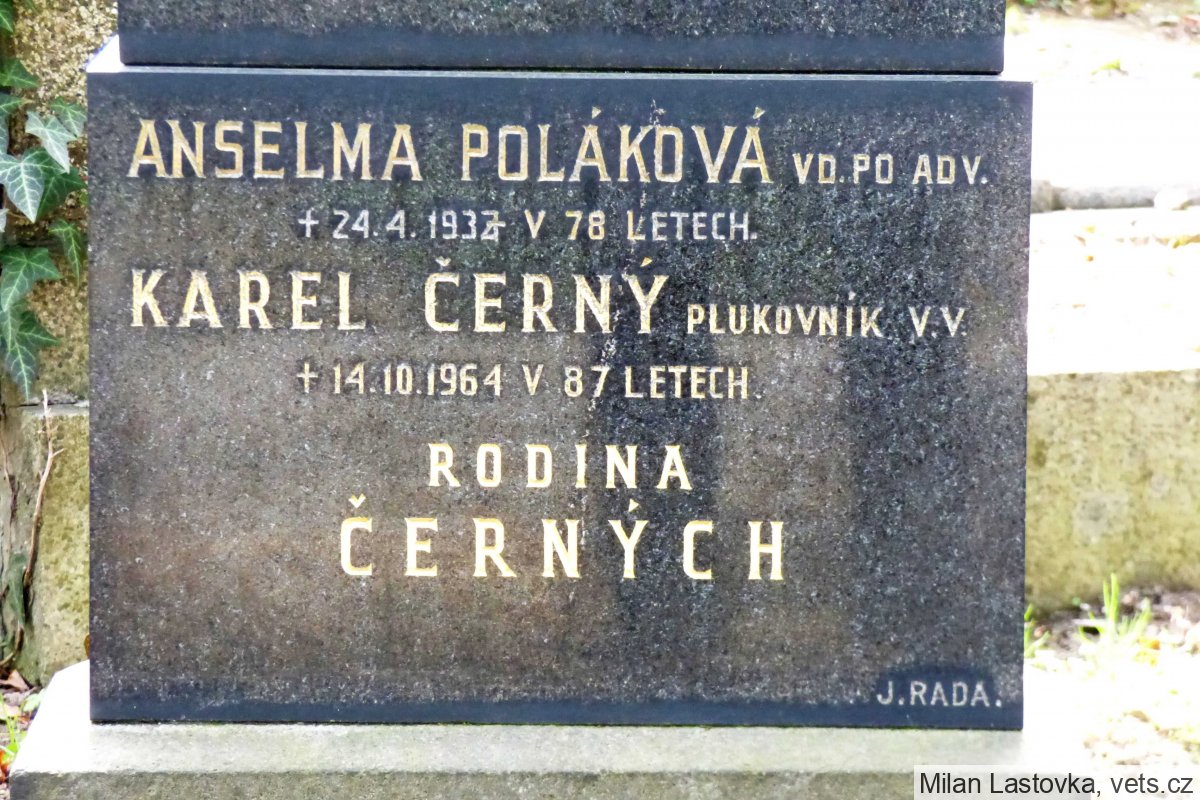 ANSELMA POLÁKOVÁ VD. PO ADV.
+ 24. 4. V 78 LETECH.
KAREL ČERNÝ PLUKOVNÍK V. V.
+ 14. 10. 1964 V 87 LETECH.
RODINA
ČERNÝCH
J. RADA.
Milan Lastovka, vets.cz